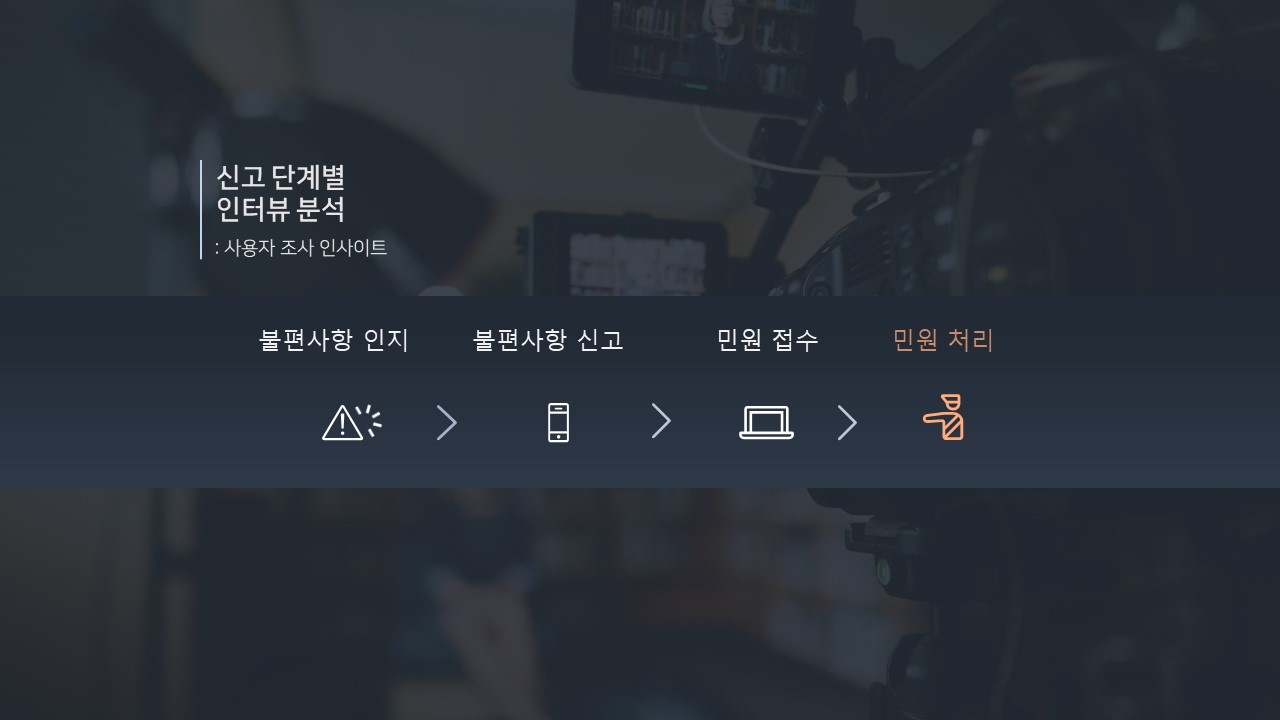 신고 단계별
인터뷰 분석
: 사용자 조사 인사이트
불편사항 인지
불편사항 신고
민원 접수
민원 처리